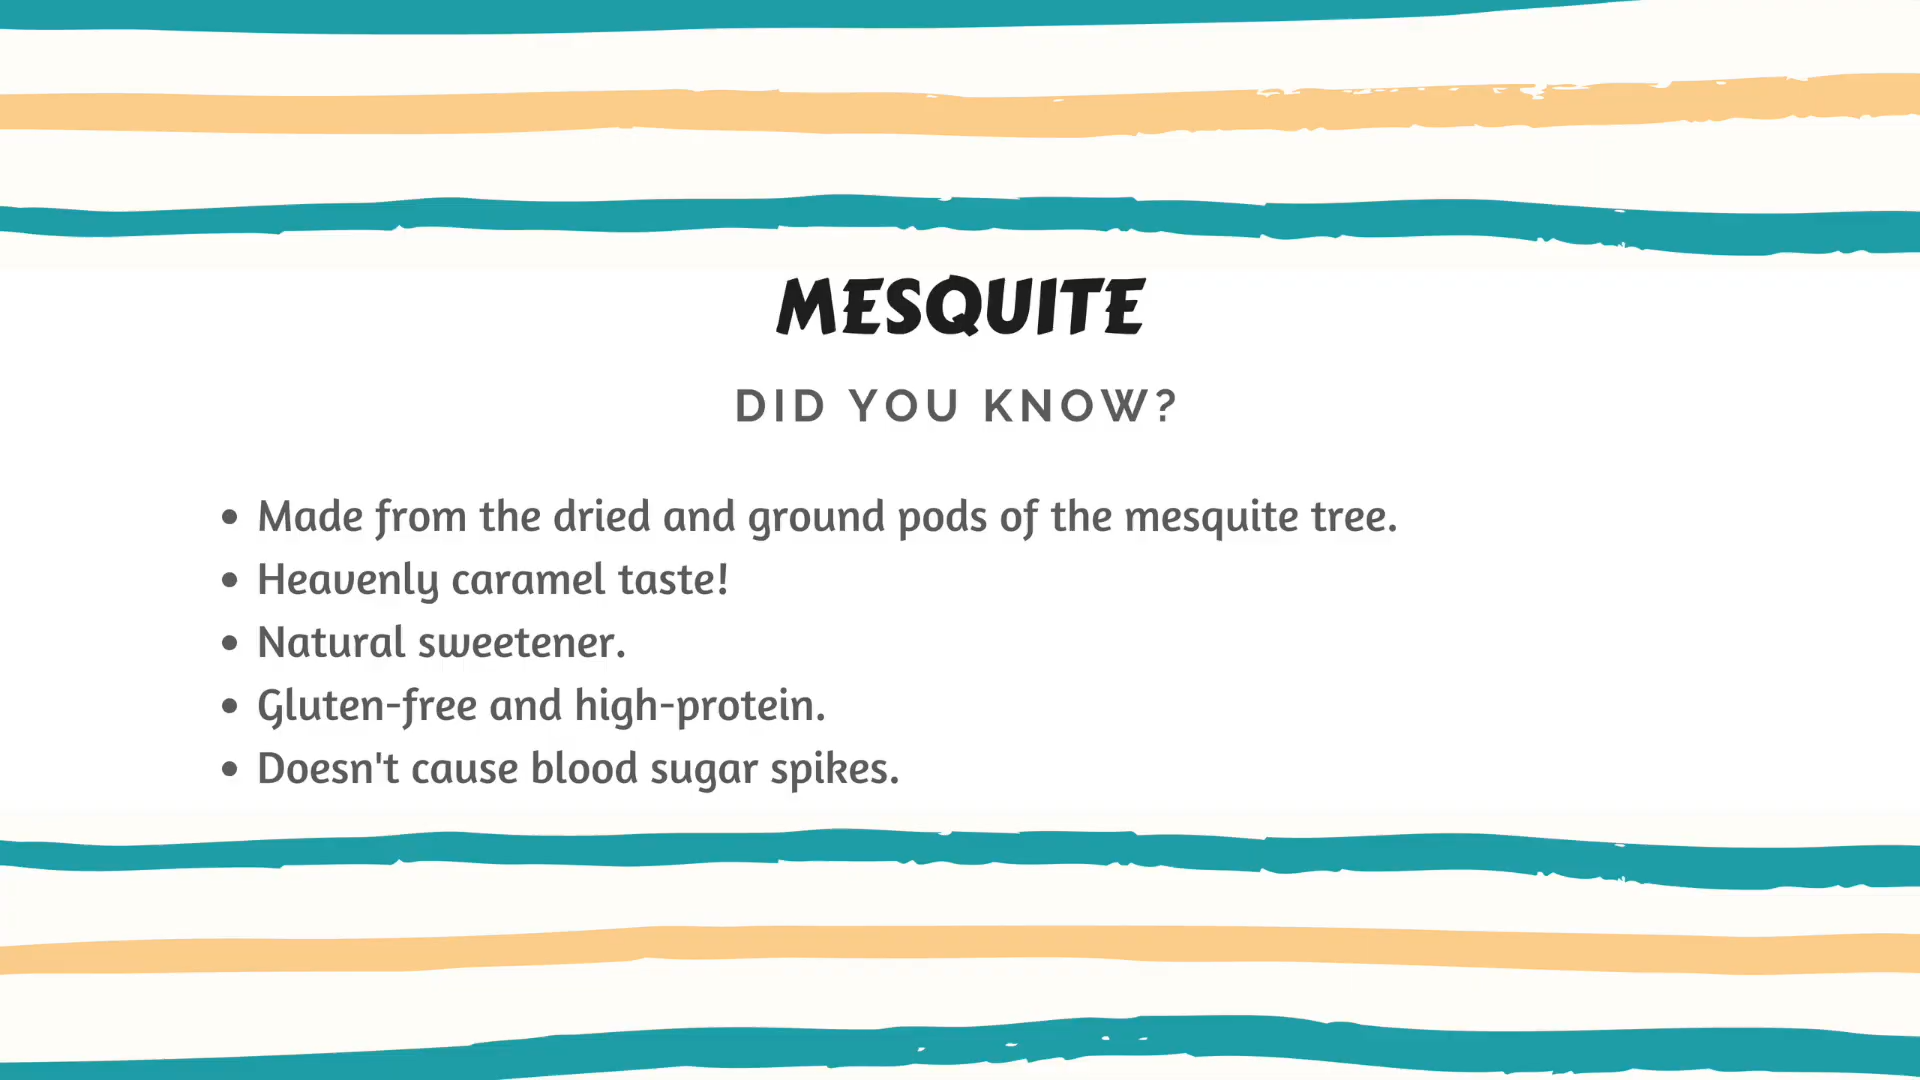 MESQUITE
DID YOU KNOW?
• Made from the dried and ground pods of the mesquite tree.
• Heavenly caramel taste!
• Natural sweetener.
• Gluten-free and high-protein.
• Doesn't cause blood sugar spikes.